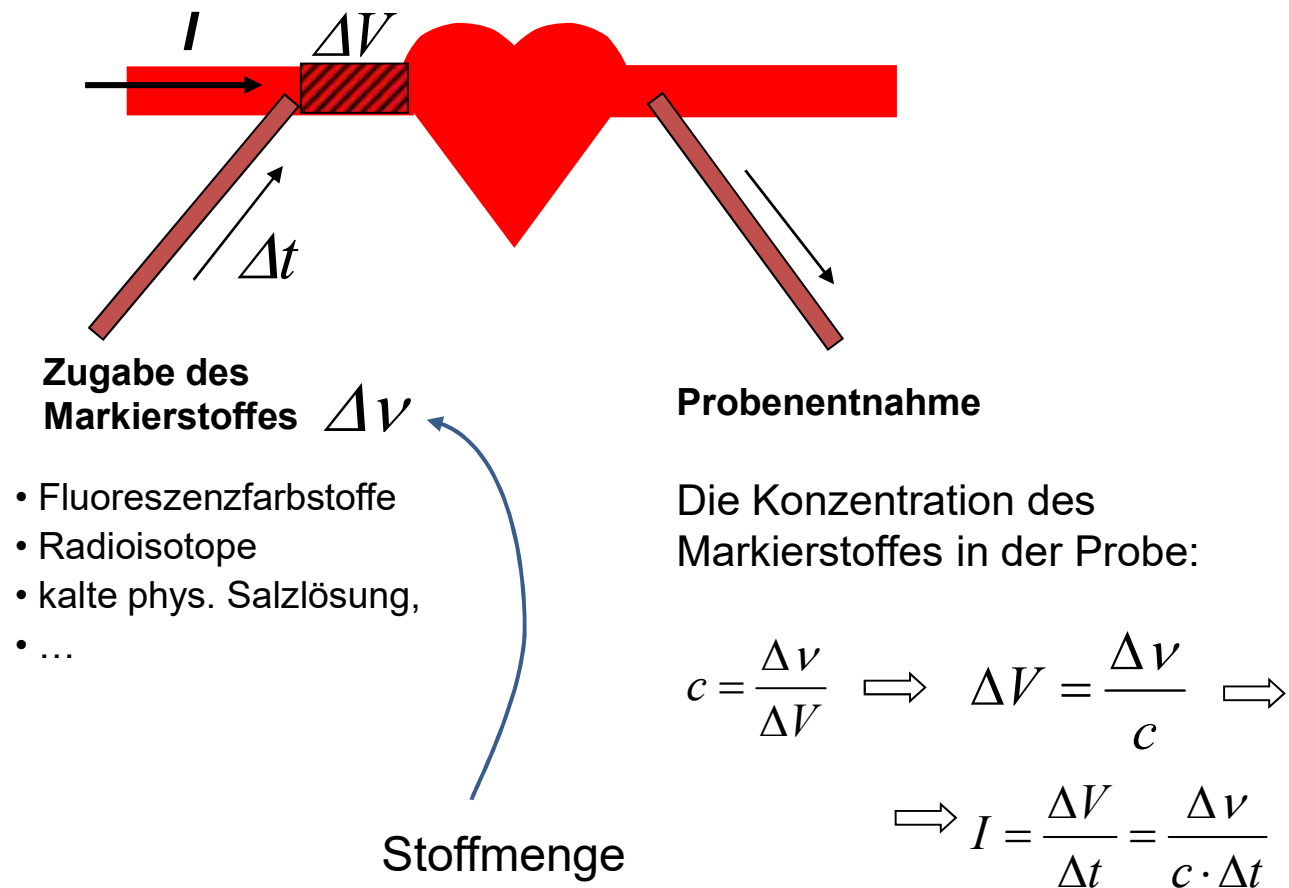 I
ΔV
Δt
Zugabe des
Markierstoffes Δν
• Fluoreszenzfarbstoffe
• Radioisotope
• kalte phys. Salzlösung,
• …
Stoffmenge
Probenentnahme
Die Konzentration des
Markierstoffes in der Probe:
c = Δν / ΔV ⇨ ΔV = Δν / c ⇨
⇨ I = ΔV / Δt = Δν / (c · Δt)